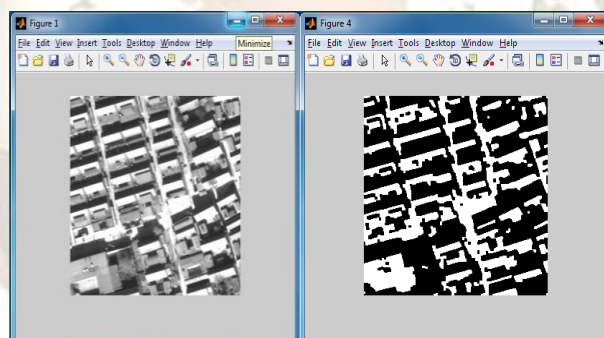 Figure 1
File Edit View Insert Tools Desktop Window Help
Minimize
Figure 4
File Edit View Insert Tools Desktop Window Help